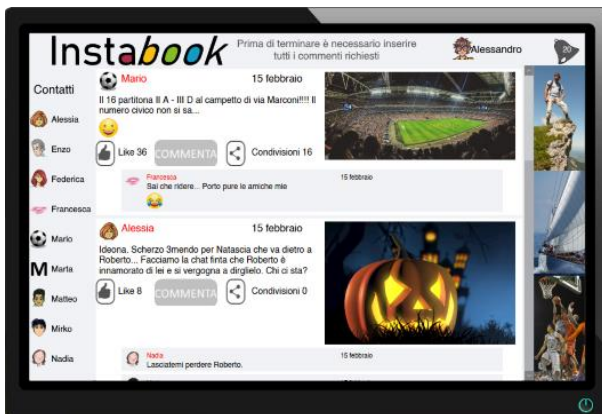 Instabook
Prima di terminare è necessario inserire
tutti i commenti richiesti
Alessandro
20
Contatti
Alessia
Enzo
Federica
Francesca
Mario
M Marta
Matteo
Mirko
Nadia
Mario
15 febbraio
Il 16 partitona II A - III D al campetto di via Marconi!!!! Il
numero civico non si sa...
Like 36
COMMENTA
Condivisioni 16
Francesca
15 febbraio
Sai che ridere... Porto pure le amiche mie
Alessia
15 febbraio
Ideona. Scherzo 3mendo per Natascia che va dietro a
Roberto... Facciamo la chat finta che Roberto è
innamorato di lei e si vergogna a dirglielo. Chi ci sta?
Like 8
COMMENTA
Condivisioni 0
Nadia
15 febbraio
Lasciatemi perdere Roberto.